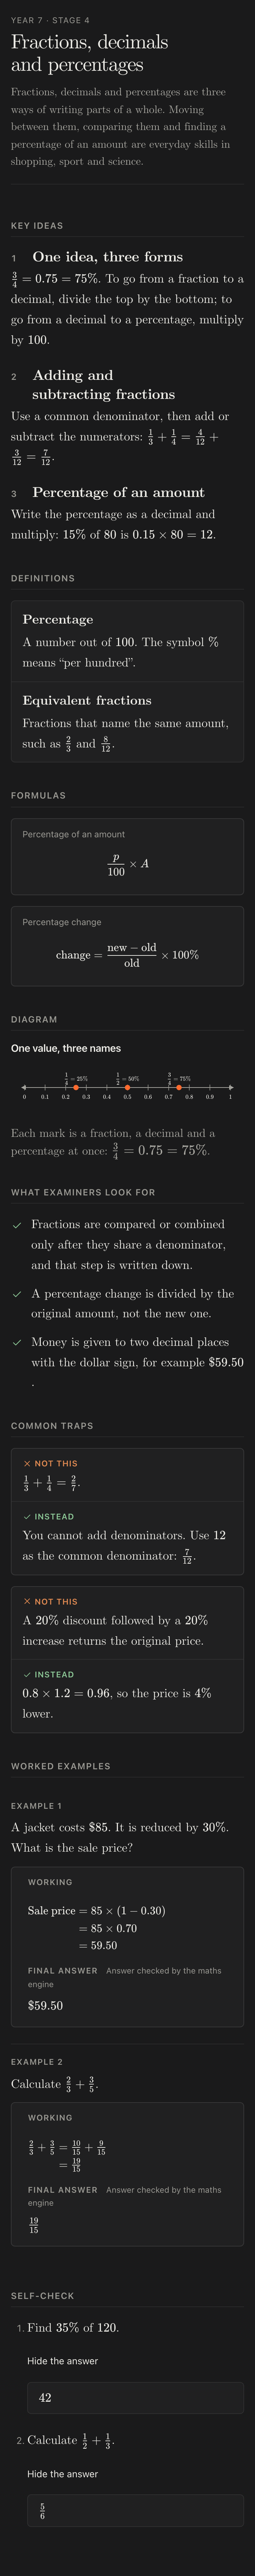 YEAR 7 · STAGE 4
Fractions, decimals
and percentages
Fractions, decimals and percentages are three
ways of writing parts of a whole. Moving
between them, comparing them and finding a
percentage of an amount are everyday skills in
shopping, sport and science.
KEY IDEAS
1 One idea, three forms
3/4 = 0.75 = 75%. To go from a fraction to a
decimal, divide the top by the bottom; to
go from a decimal to a percentage, multiply
by 100.
2 Adding and
subtracting fractions
Use a common denominator, then add or
subtract the numerators: 1/3 + 1/4 = 4/12 +
3/12 = 7/12.
3 Percentage of an amount
Write the percentage as a decimal and
multiply: 15% of 80 is 0.15 × 80 = 12.
DEFINITIONS
Percentage
A number out of 100. The symbol %
means “per hundred”.
Equivalent fractions
Fractions that name the same amount,
such as 2/3 and 8/12.
FORMULAS
Percentage of an amount
p/100 × A
Percentage change
change = (new − old)/old × 100%
DIAGRAM
One value, three names
1/4 = 25% 1/2 = 50% 3/4 = 75%
0 0.1 0.2 0.3 0.4 0.5 0.6 0.7 0.8 0.9 1
Each mark is a fraction, a decimal and a
percentage at once: 3/4 = 0.75 = 75%.
WHAT EXAMINERS LOOK FOR
✓ Fractions are compared or combined
only after they share a denominator,
and that step is written down.
✓ A percentage change is divided by the
original amount, not the new one.
✓ Money is given to two decimal places
with the dollar sign, for example $59.50
.
COMMON TRAPS
✕ NOT THIS
1/3 + 1/4 = 2/7.
✓ INSTEAD
You cannot add denominators. Use 12
as the common denominator: 7/12.
✕ NOT THIS
A 20% discount followed by a 20%
increase returns the original price.
✓ INSTEAD
0.8 × 1.2 = 0.96, so the price is 4%
lower.
WORKED EXAMPLES
EXAMPLE 1
A jacket costs $85. It is reduced by 30%.
What is the sale price?
WORKING
Sale price = 85 × (1 − 0.30)
= 85 × 0.70
= 59.50
FINAL ANSWER Answer checked by the maths
engine
$59.50
EXAMPLE 2
Calculate 2/3 + 3/5.
WORKING
2/3 + 3/5 = 10/15 + 9/15
= 19/15
FINAL ANSWER Answer checked by the maths
engine
19/15
SELF-CHECK
1. Find 35% of 120.
Hide the answer
42
2. Calculate 1/2 + 1/3.
Hide the answer
5/6